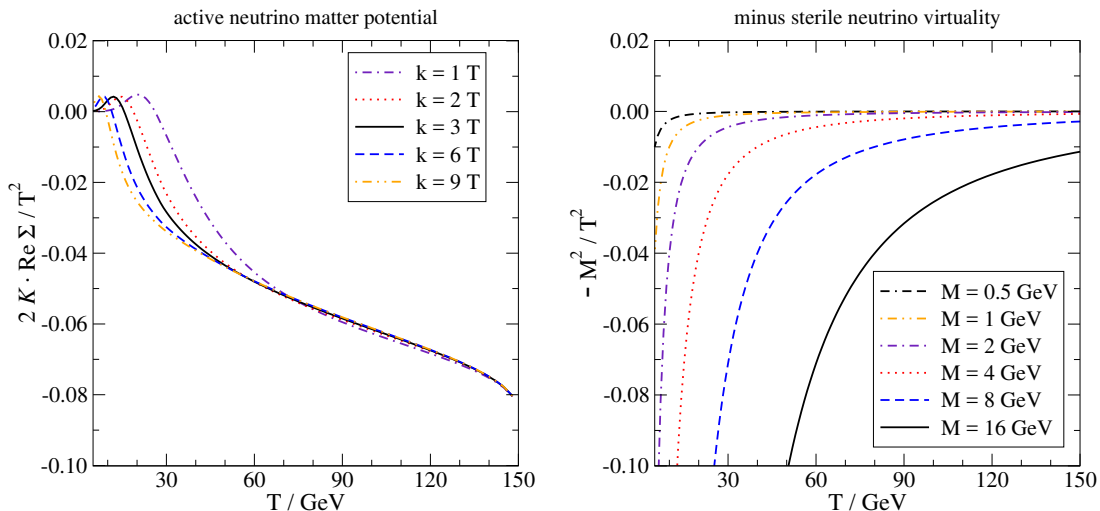 active neutrino matter potential
0.02
0.00
-0.02
-0.04
-0.06
-0.08
-0.10
2 K · Re Σ / T²
k = 1 T
k = 2 T
k = 3 T
k = 6 T
k = 9 T
30
60
90
120
150
T / GeV
minus sterile neutrino virtuality
0.02
0.00
-0.02
-0.04
-0.06
-0.08
-0.10
- M² / T²
M = 0.5 GeV
M = 1 GeV
M = 2 GeV
M = 4 GeV
M = 8 GeV
M = 16 GeV
30
60
90
120
150
T / GeV